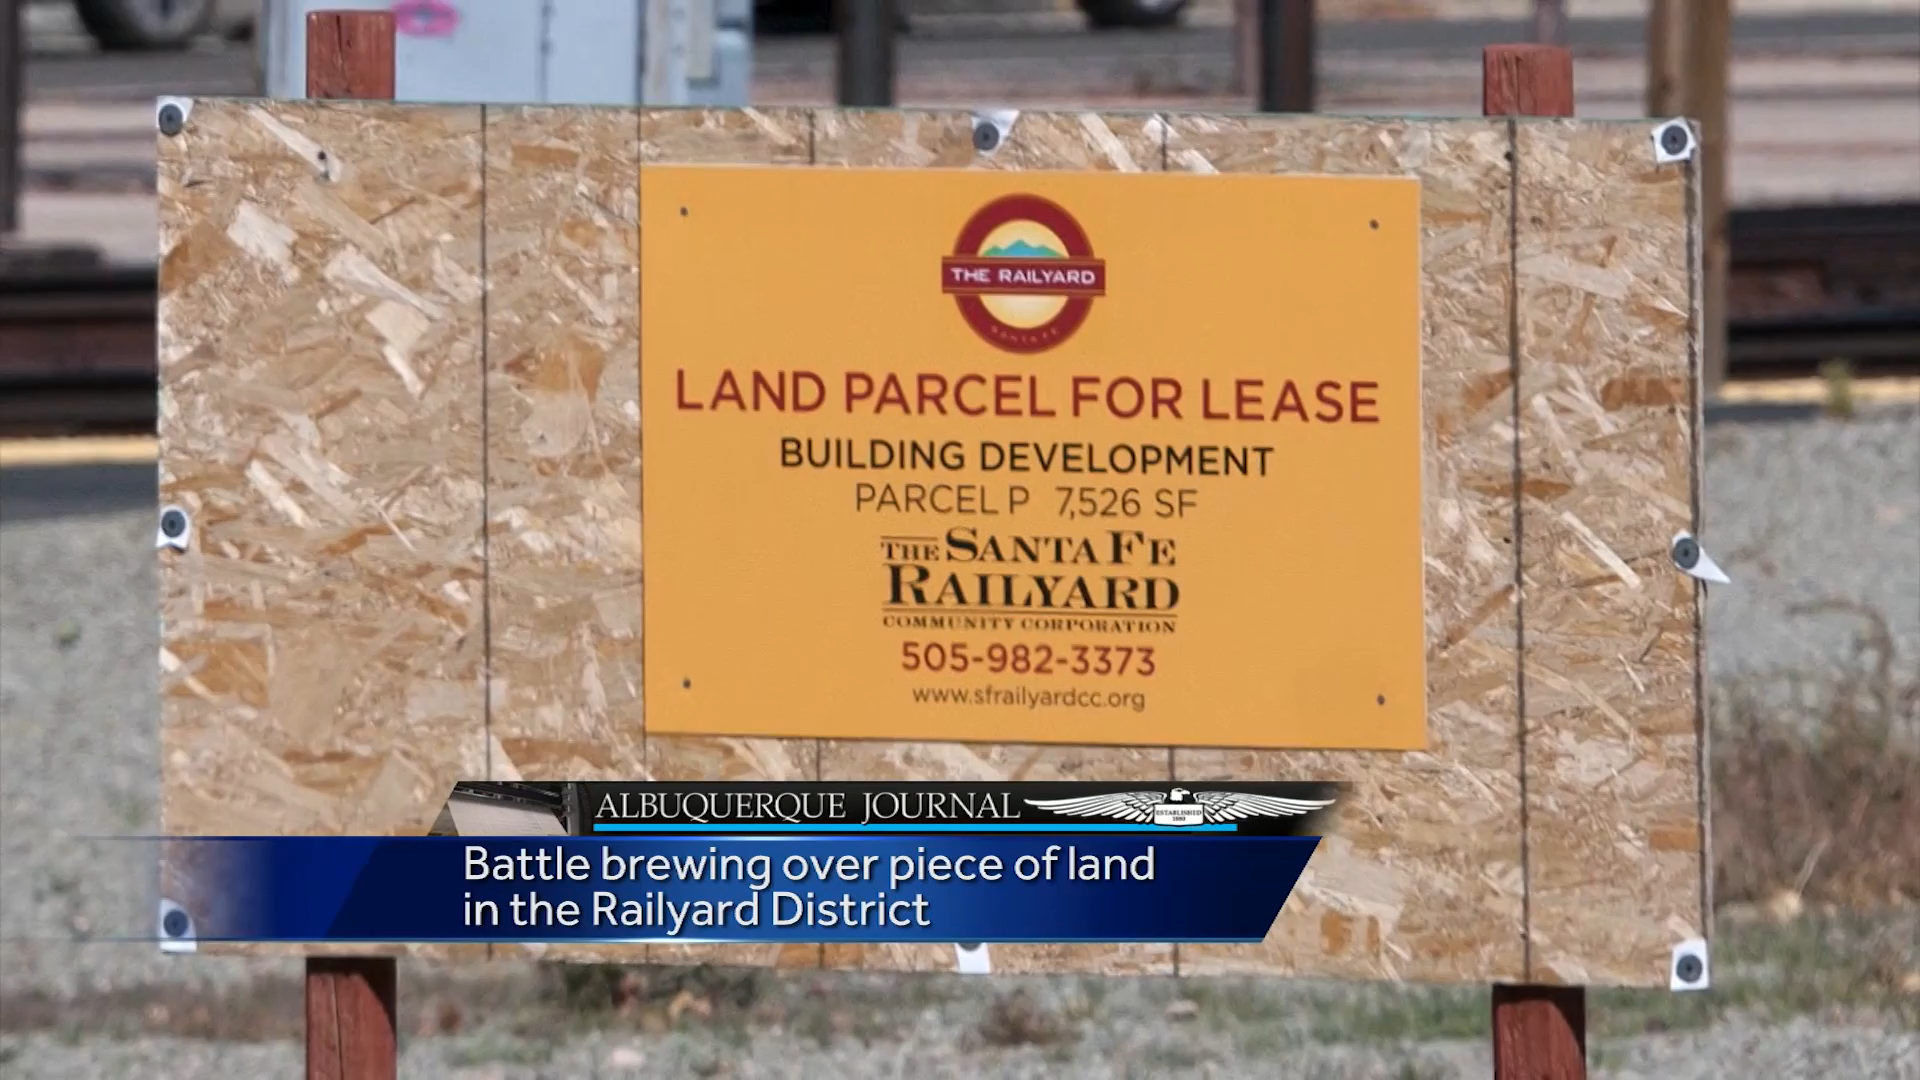 THE RAILYARD
SANTA FE
LAND PARCEL FOR LEASE
BUILDING DEVELOPMENT
PARCEL P 7,526 SF
THE SANTA FE
RAILYARD
COMMUNITY CORPORATION
505-982-3373
www.sfrailyardcc.org
ALBUQUERQUE JOURNAL
ESTABLISHED
1880
Battle brewing over piece of land
in the Railyard District